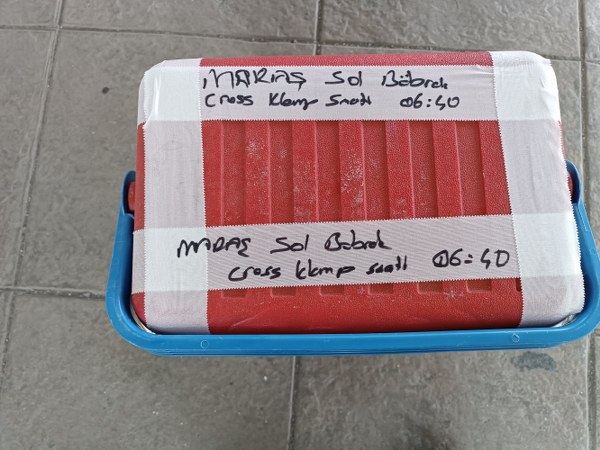 MARAŞ Sol Böbrek
Cross Klemp Saati 06:40
MARAŞ Sol Böbrek
Cross Klemp saati 06:40